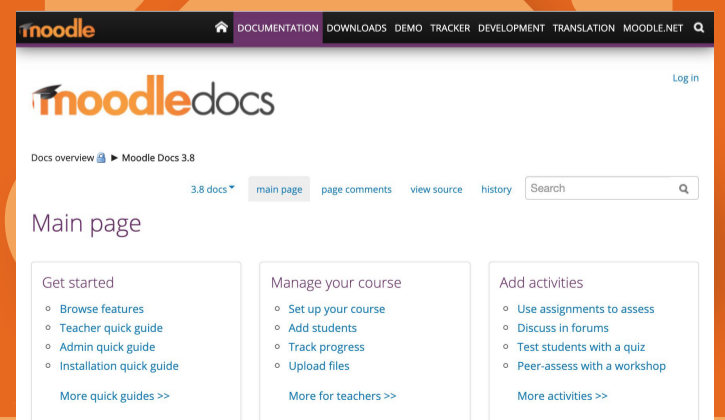 moodle
DOCUMENTATION DOWNLOADS DEMO TRACKER DEVELOPMENT TRANSLATION MOODLE.NET
Log in
moodledocs
Docs overview ► Moodle Docs 3.8
3.8 docs main page page comments view source history Search
Main page
Get started
Browse features
Teacher quick guide
Admin quick guide
Installation quick guide
More quick guides >>
Manage your course
Set up your course
Add students
Track progress
Upload files
More for teachers >>
Add activities
Use assignments to assess
Discuss in forums
Test students with a quiz
Peer-assess with a workshop
More activities >>